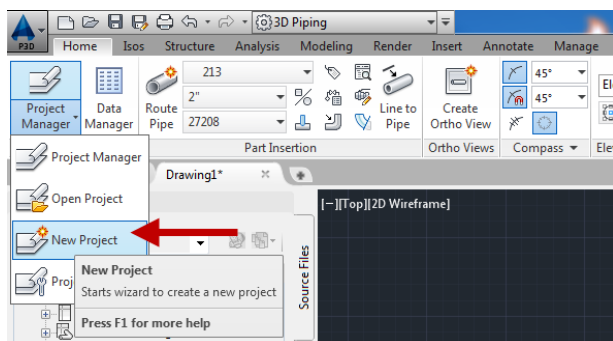 3D Piping
P3D Home Isos Structure Analysis Modeling Render Insert Annotate Manage
Project Manager
Data Manager
Route Pipe
213
2"
27208
Line to Pipe
Create Ortho View
45°
45°
Part Insertion
Ortho Views
Compass
Project Manager
Drawing1*
Open Project
New Project
[−][Top][2D Wireframe]
Source Files
New Project
Starts wizard to create a new project
Press F1 for more help